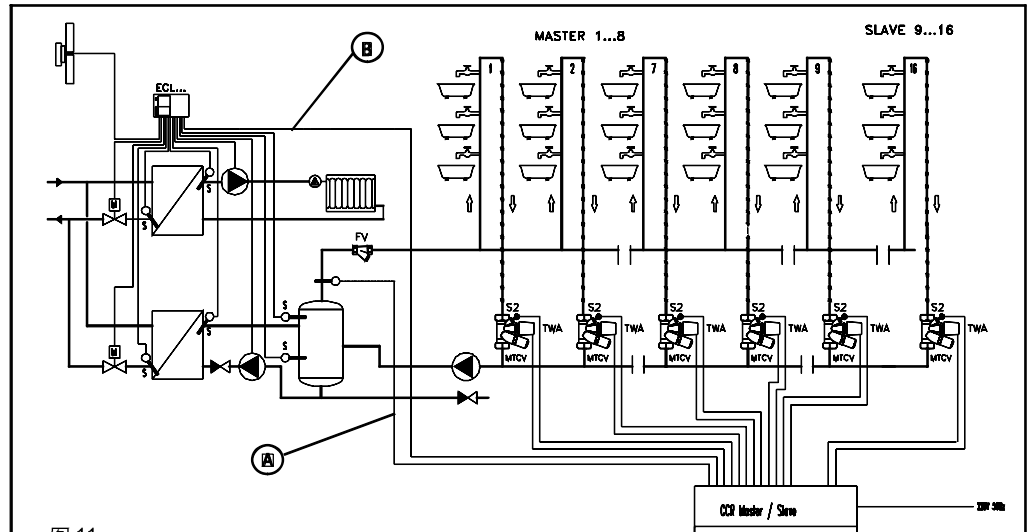 MASTER 1...8
SLAVE 9...16
B
ECL...
1
2
7
8
9
16
M
S
S
FV
S
S
S
M
S
S2
S2
S2
S2
S2
S2
TWA
TWA
TWA
TWA
TWA
TWA
MTCV
MTCV
MTCV
MTCV
MTCV
MTCV
A
CCR Master / Slave